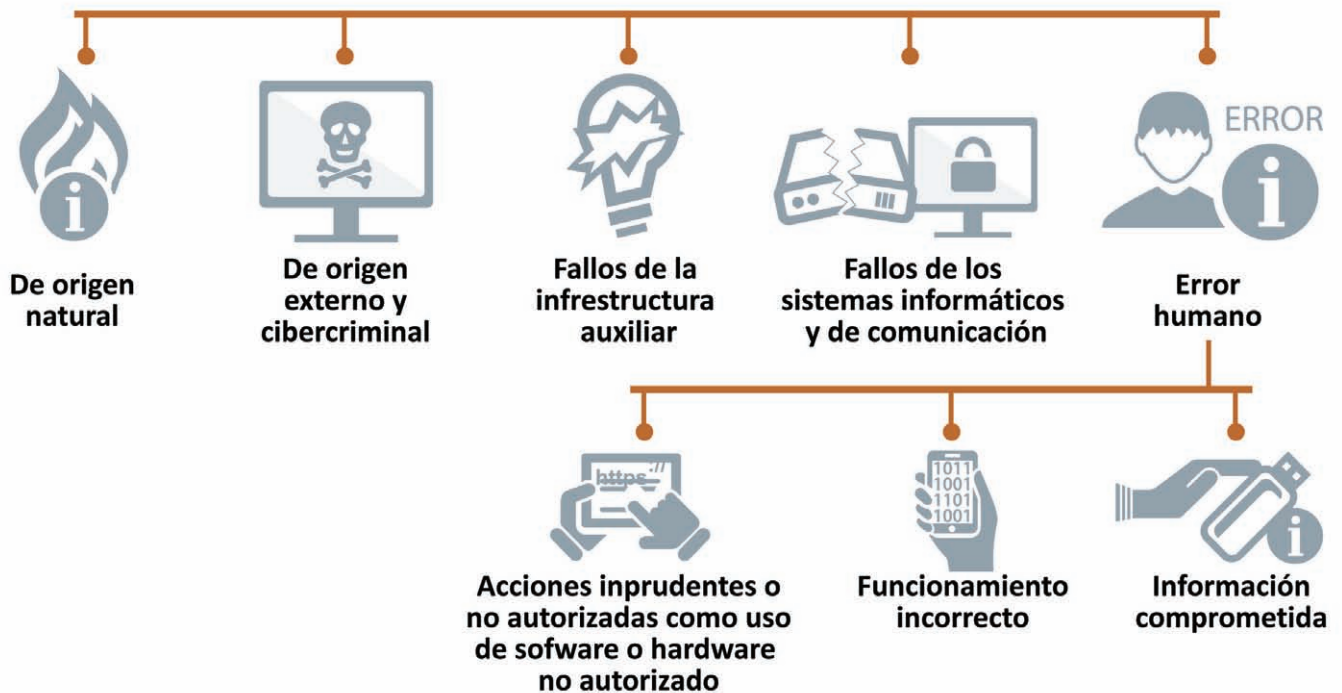 ERROR
De origen
natural
De origen
externo y
cibercriminal
Fallos de la
infrestructura
auxiliar
Fallos de los
sistemas informáticos
y de comunicación
Error
humano
https://
1011
1001
1101
1001
Acciones inprudentes o
no autorizadas como uso
de sofware o hardware
no autorizado
Funcionamiento
incorrecto
Información
comprometida